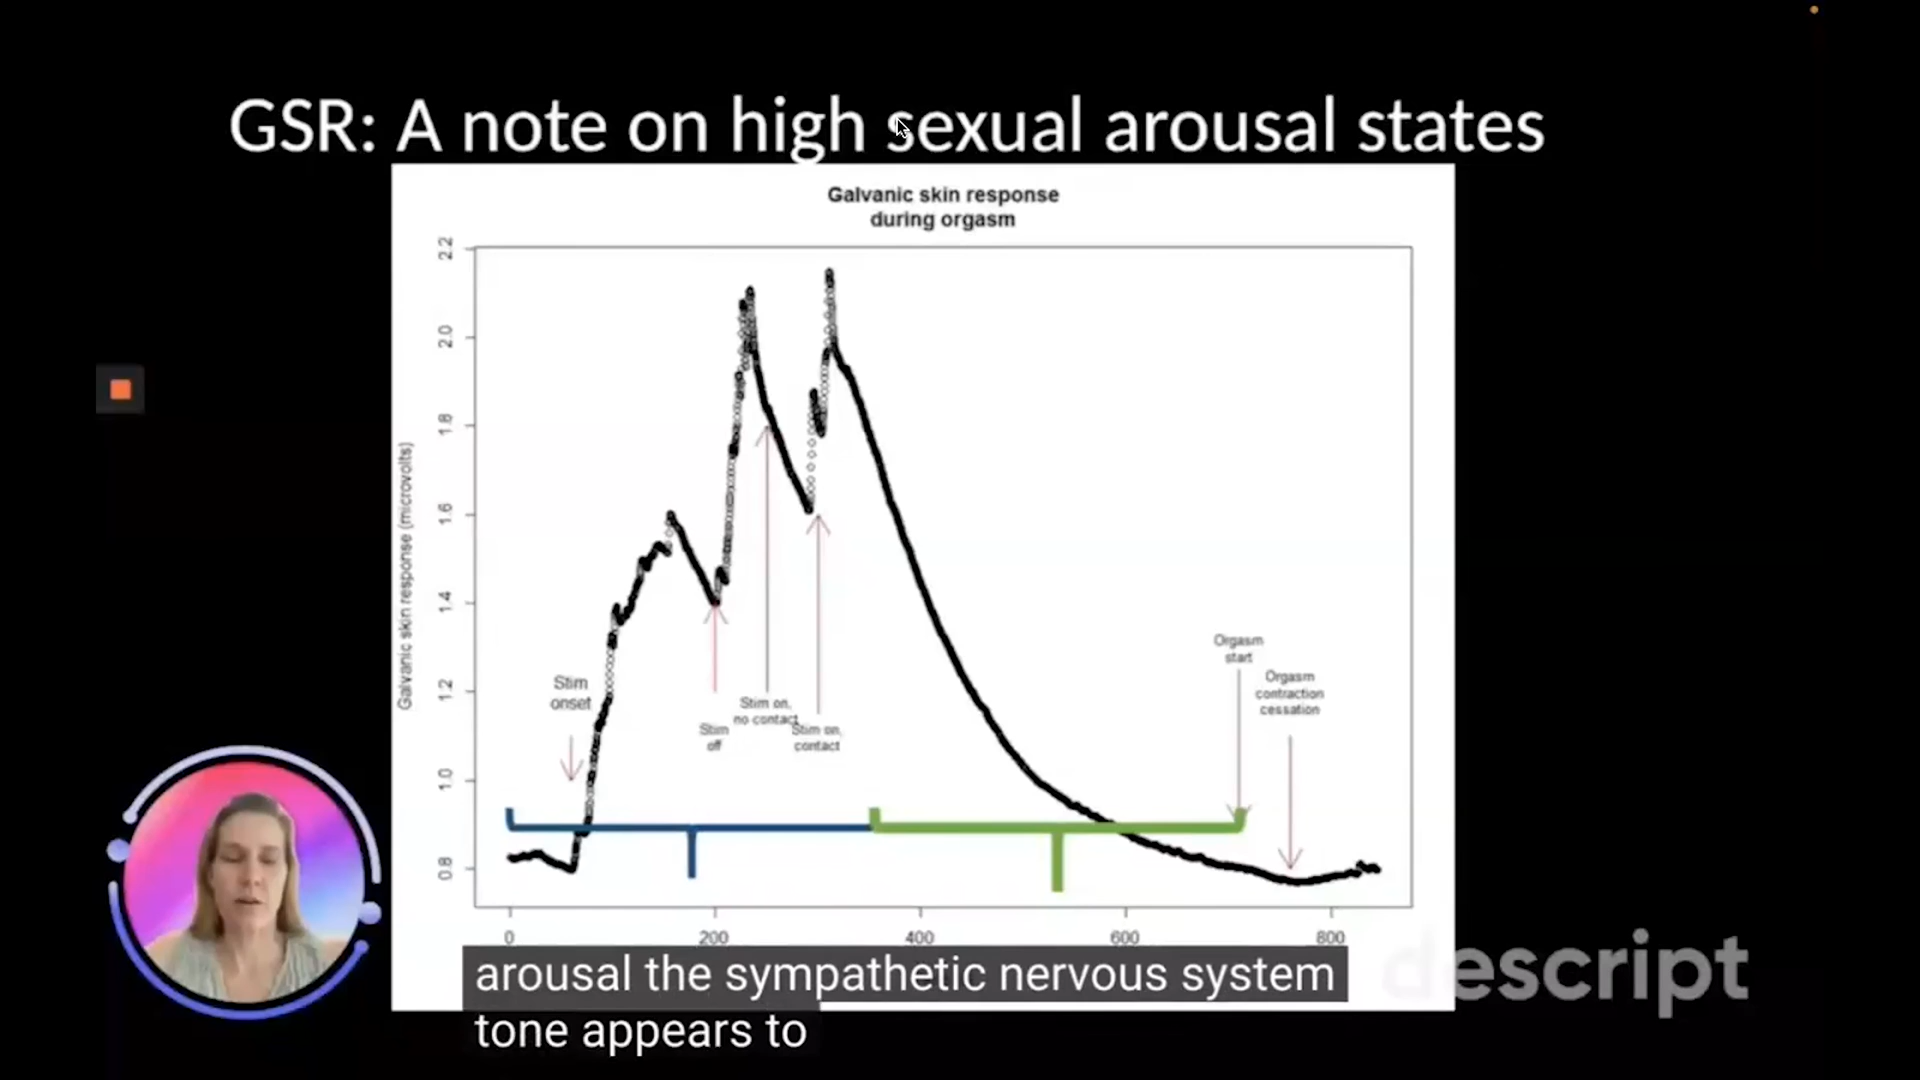 GSR: A note on high sexual arousal states
Galvanic skin response
during orgasm
Galvanic skin response (microvolts)
2.2
2.0
1.8
1.6
1.4
1.2
1.0
0.8
Stim
onset
Stim
off
Stim on,
no contact
Stim on,
contact
Orgasm
start
Orgasm
contraction
cessation
0
200
400
600
800
arousal the sympathetic nervous system
tone appears to
descript